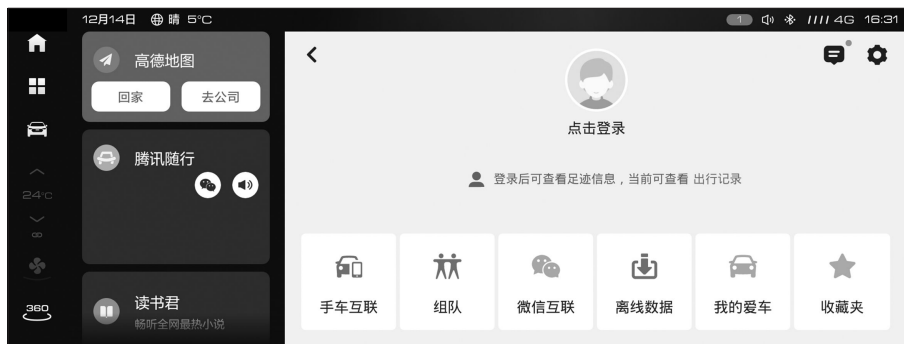 12月14日 晴 5°C
1 4G 16:31
高德地图
回家 去公司
腾讯随行
读书君
畅听全网最热小说
24°C
360
点击登录
登录后可查看足迹信息，当前可查看 出行记录
手车互联 组队 微信互联 离线数据 我的爱车 收藏夹